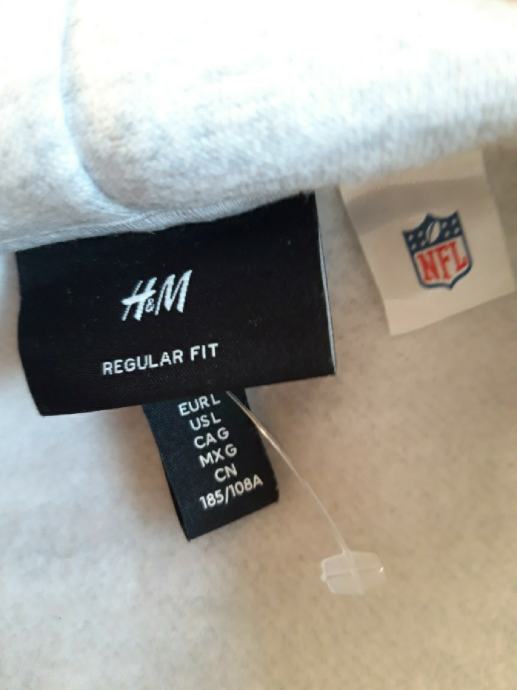 H&M
REGULAR FIT
NFL
EUR L
US L
CA G
MX G
CN
185/108A